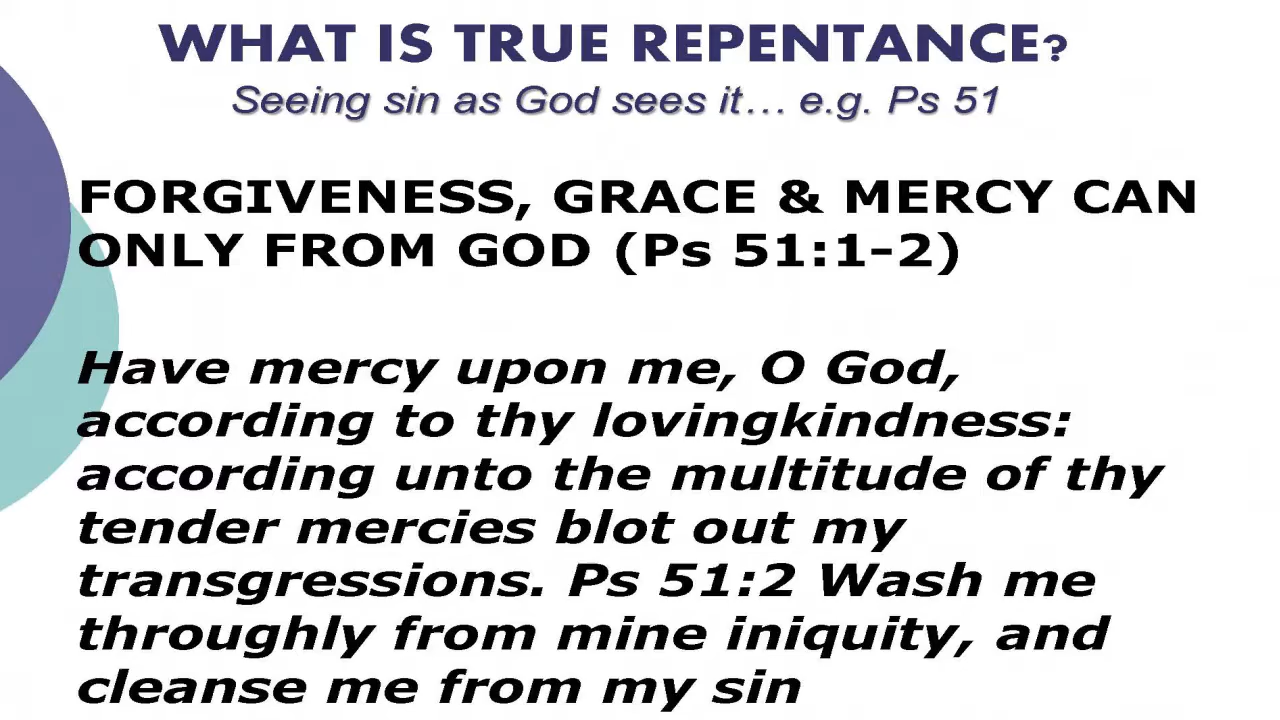 WHAT IS TRUE REPENTANCE?
Seeing sin as God sees it... e.g. Ps 51
FORGIVENESS, GRACE & MERCY CAN
ONLY FROM GOD (Ps 51:1-2)
Have mercy upon me, O God,
according to thy lovingkindness:
according unto the multitude of thy
tender mercies blot out my
transgressions. Ps 51:2 Wash me
throughly from mine iniquity, and
cleanse me from my sin